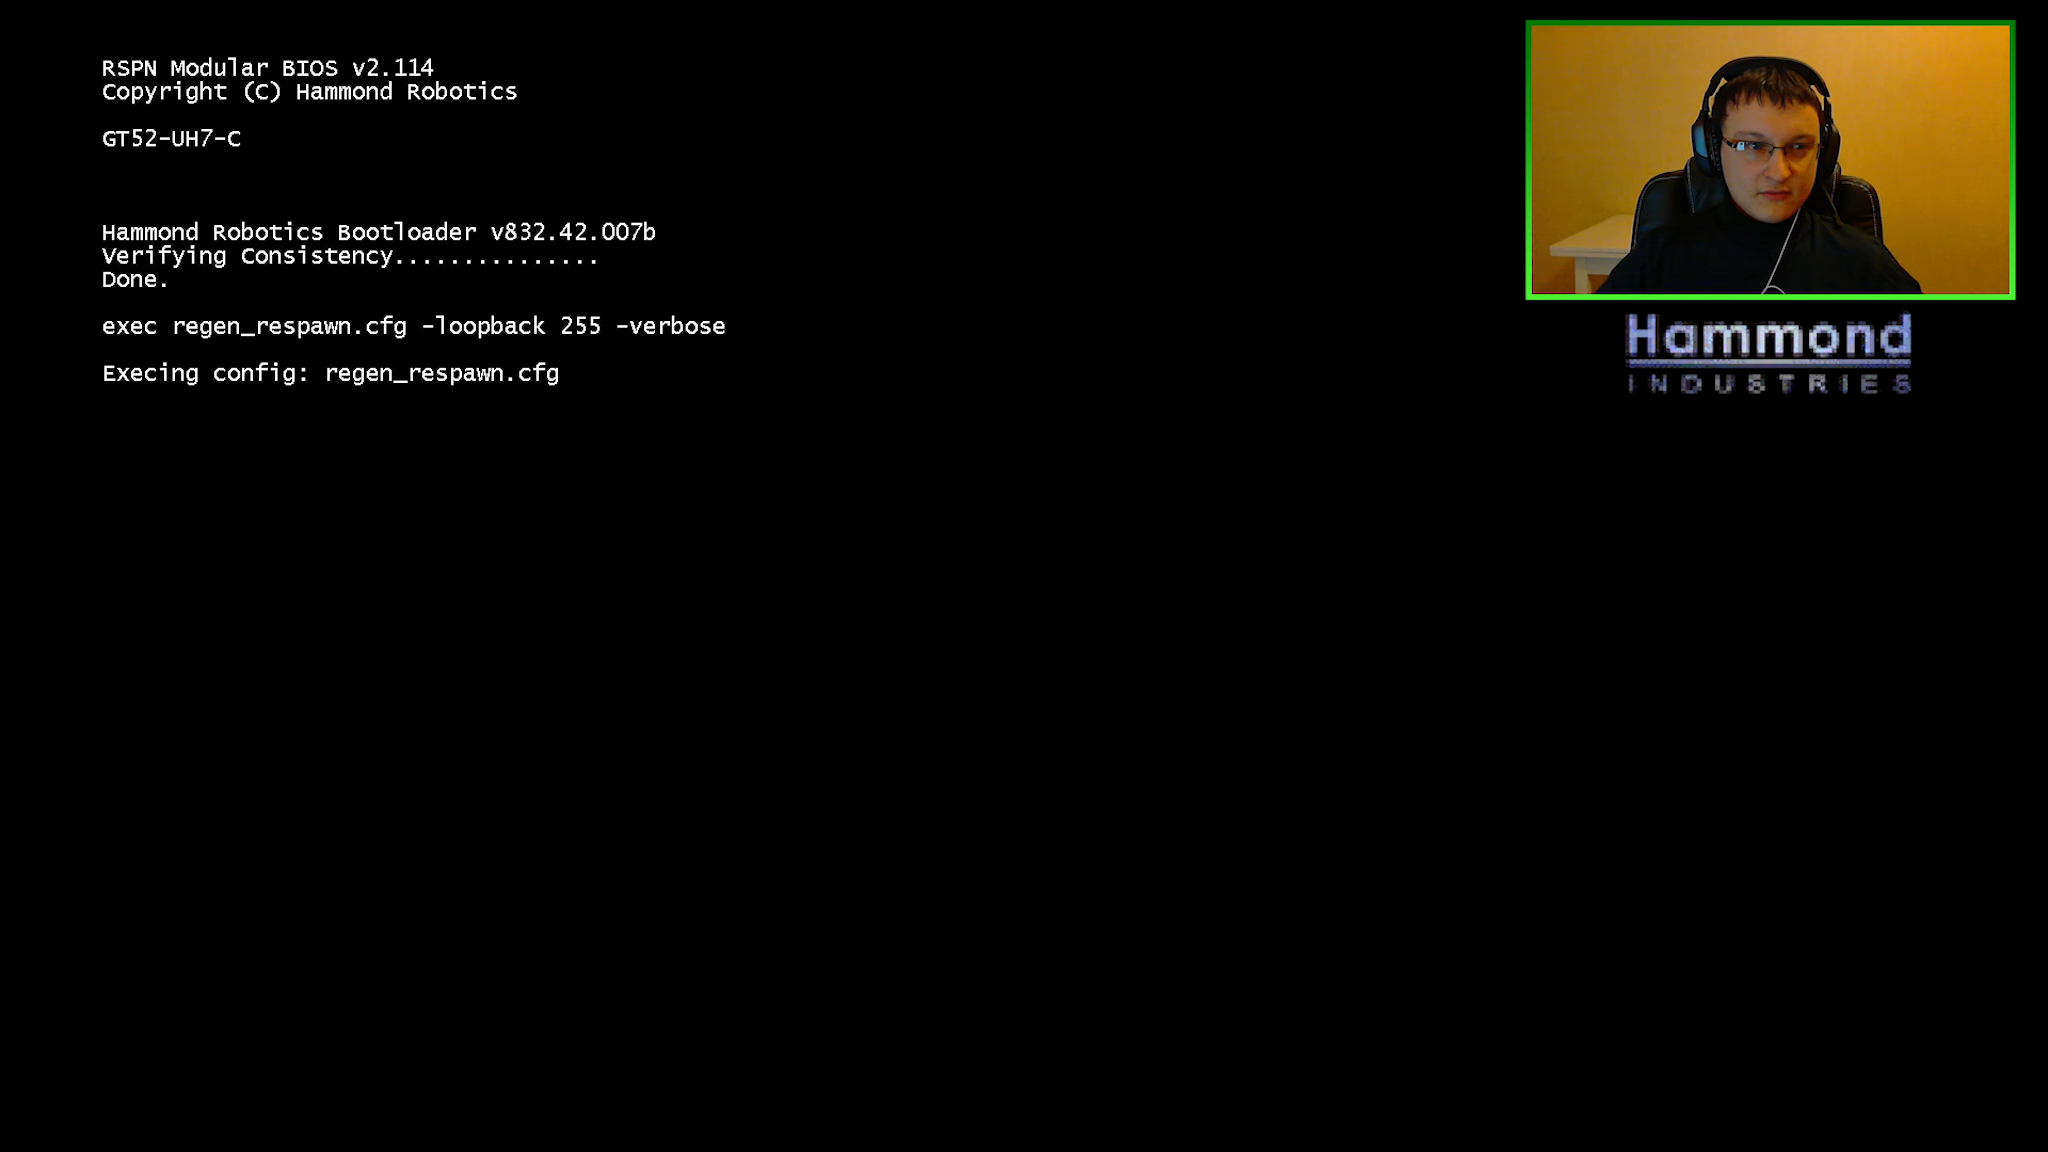 RSPN Modular BIOS v2.114
Copyright (C) Hammond Robotics
GT52-UH7-C
Hammond Robotics Bootloader v832.42.007b
Verifying Consistency...............
Done.
exec regen_respawn.cfg -loopback 255 -verbose
Execing config: regen_respawn.cfg
Hammond
INDUSTRIES